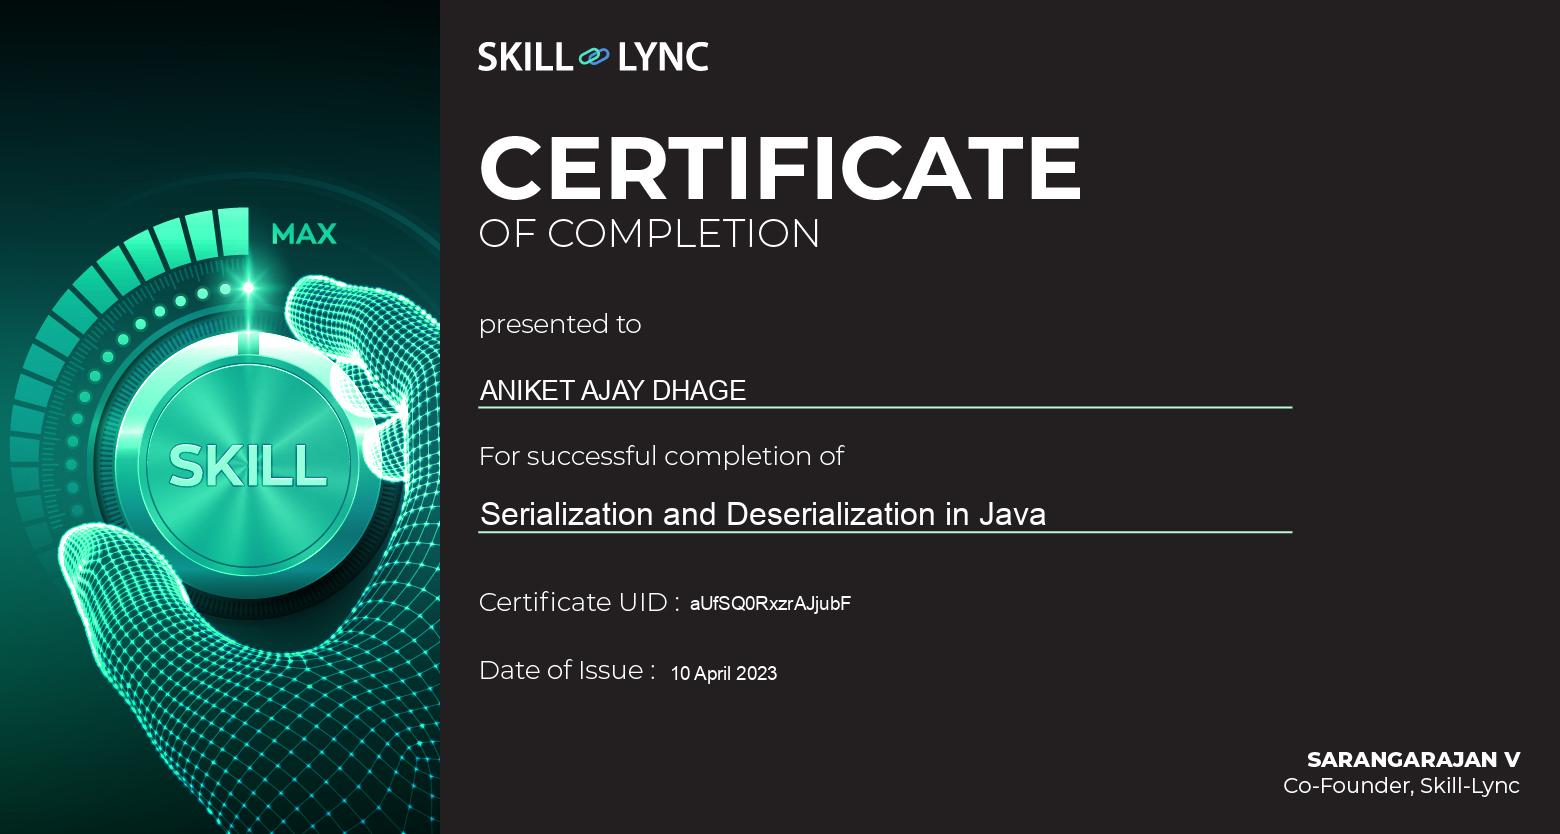 SKILL LYNC
CERTIFICATE
OF COMPLETION
presented to
ANIKET AJAY DHAGE
For successful completion of
Serialization and Deserialization in Java
Certificate UID : aUfSQ0RxzrAJjubF
Date of Issue : 10 April 2023
SARANGARAJAN V
Co-Founder, Skill-Lync
MAX
SKILL